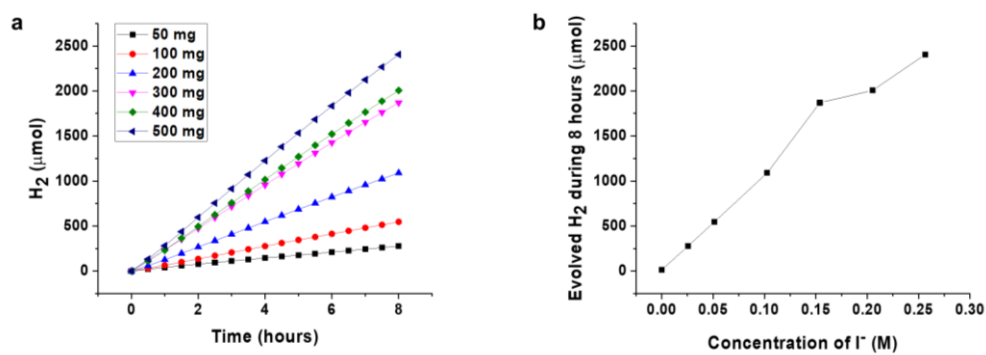 a
H₂ (μmol)
2500
2000
1500
1000
500
0
50 mg
100 mg
200 mg
300 mg
400 mg
500 mg
0
2
4
6
8
Time (hours)
b
Evolved H₂ during 8 hours (μmol)
2500
2000
1500
1000
500
0
0.00
0.05
0.10
0.15
0.20
0.25
0.30
Concentration of I⁻ (M)